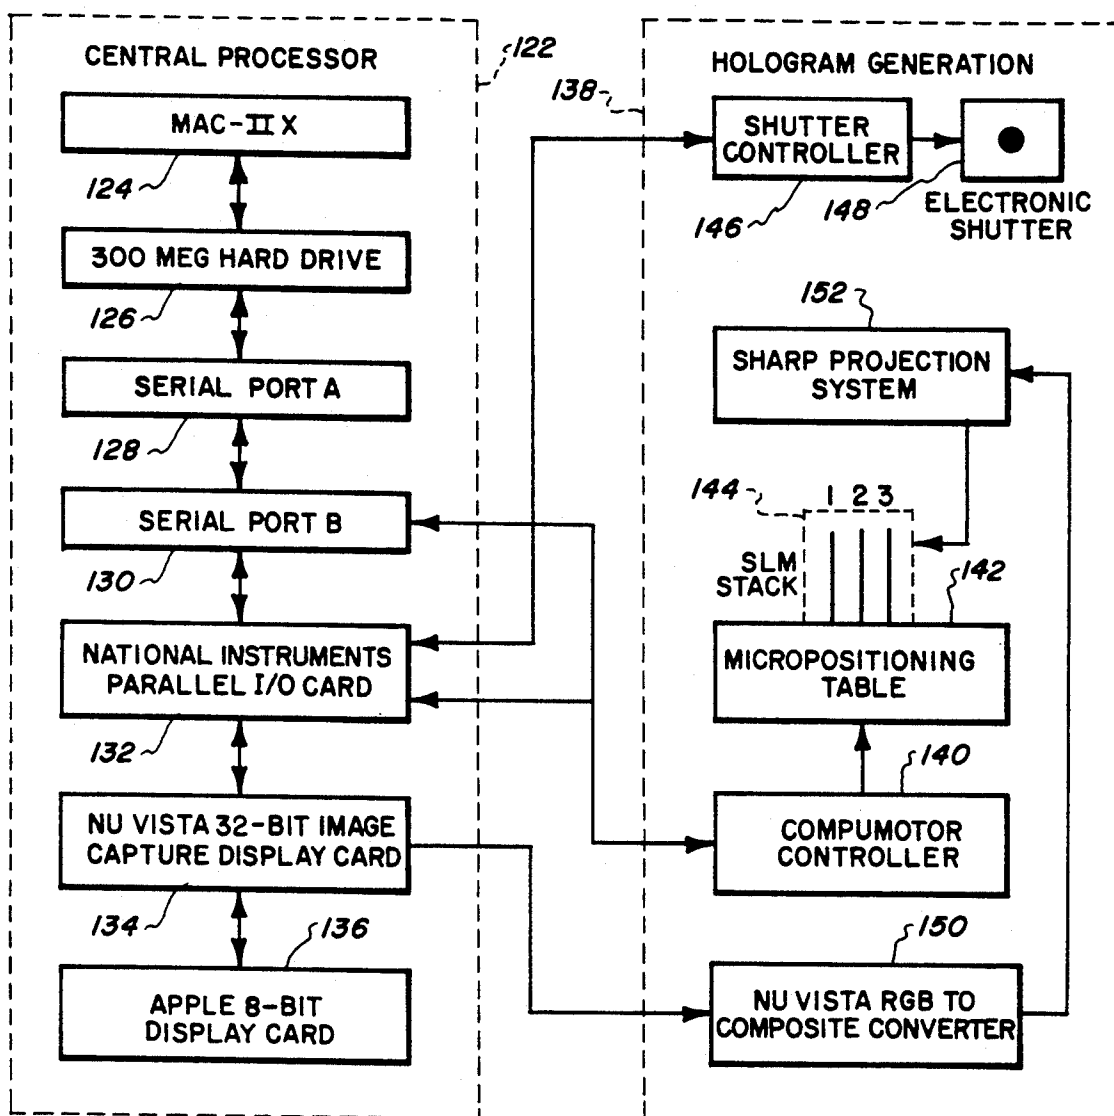 CENTRAL PROCESSOR
122
MAC-II X
124
300 MEG HARD DRIVE
126
SERIAL PORT A
128
SERIAL PORT B
130
NATIONAL INSTRUMENTS
PARALLEL I/O CARD
132
NU VISTA 32-BIT IMAGE
CAPTURE DISPLAY CARD
134
136
APPLE 8-BIT
DISPLAY CARD
HOLOGRAM GENERATION
138
SHUTTER
CONTROLLER
146
148
ELECTRONIC
SHUTTER
152
SHARP PROJECTION
SYSTEM
144
1 2 3
SLM
STACK
142
MICROPOSITIONING
TABLE
140
COMPUMOTOR
CONTROLLER
150
NU VISTA RGB TO
COMPOSITE CONVERTER